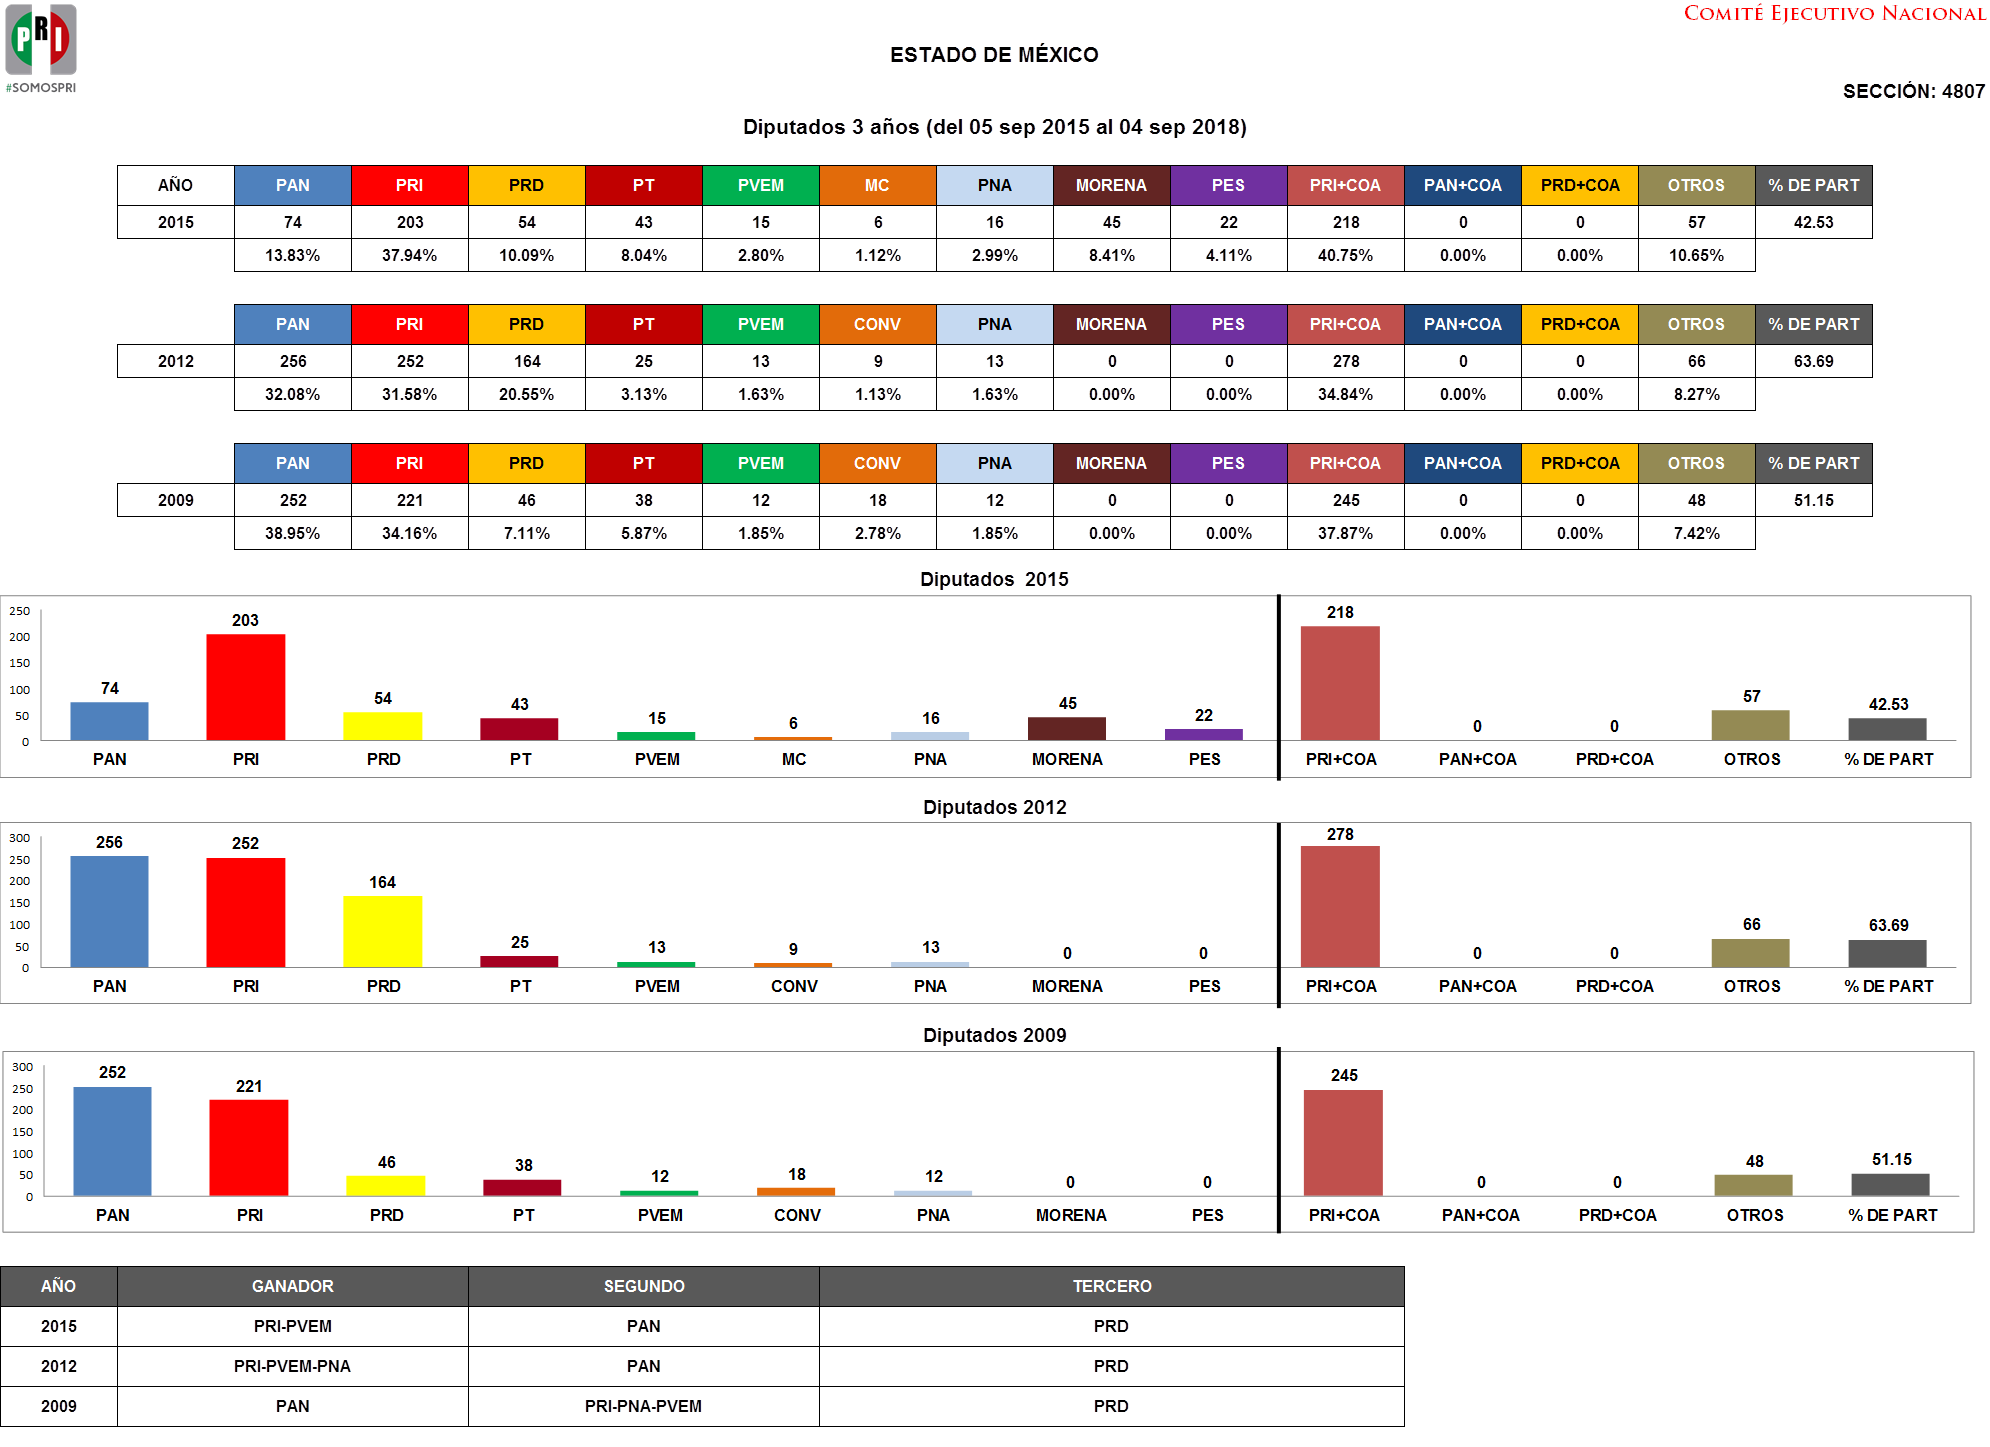 PRI
#SOMOSPRI
COMITÉ EJECUTIVO NACIONAL
ESTADO DE MÉXICO
SECCIÓN: 4807
Diputados 3 años (del 05 sep 2015 al 04 sep 2018)
AÑO PAN PRI PRD PT PVEM MC PNA MORENA PES PRI+COA PAN+COA PRD+COA OTROS % DE PART
2015 74 203 54 43 15 6 16 45 22 218 0 0 57 42.53
13.83% 37.94% 10.09% 8.04% 2.80% 1.12% 2.99% 8.41% 4.11% 40.75% 0.00% 0.00% 10.65%
PAN PRI PRD PT PVEM CONV PNA MORENA PES PRI+COA PAN+COA PRD+COA OTROS % DE PART
2012 256 252 164 25 13 9 13 0 0 278 0 0 66 63.69
32.08% 31.58% 20.55% 3.13% 1.63% 1.13% 1.63% 0.00% 0.00% 34.84% 0.00% 0.00% 8.27%
PAN PRI PRD PT PVEM CONV PNA MORENA PES PRI+COA PAN+COA PRD+COA OTROS % DE PART
2009 252 221 46 38 12 18 12 0 0 245 0 0 48 51.15
38.95% 34.16% 7.11% 5.87% 1.85% 2.78% 1.85% 0.00% 0.00% 37.87% 0.00% 0.00% 7.42%
Diputados 2015
250
200
150
100
50
0
74 203 54 43 15 6 16 45 22 218 0 0 57 42.53
PAN PRI PRD PT PVEM MC PNA MORENA PES PRI+COA PAN+COA PRD+COA OTROS % DE PART
Diputados 2012
300
250
200
150
100
50
0
256 252 164 25 13 9 13 0 0 278 0 0 66 63.69
PAN PRI PRD PT PVEM CONV PNA MORENA PES PRI+COA PAN+COA PRD+COA OTROS % DE PART
Diputados 2009
300
250
200
150
100
50
0
252 221 46 38 12 18 12 0 0 245 0 0 48 51.15
PAN PRI PRD PT PVEM CONV PNA MORENA PES PRI+COA PAN+COA PRD+COA OTROS % DE PART
AÑO GANADOR SEGUNDO TERCERO
2015 PRI-PVEM PAN PRD
2012 PRI-PVEM-PNA PAN PRD
2009 PAN PRI-PNA-PVEM PRD